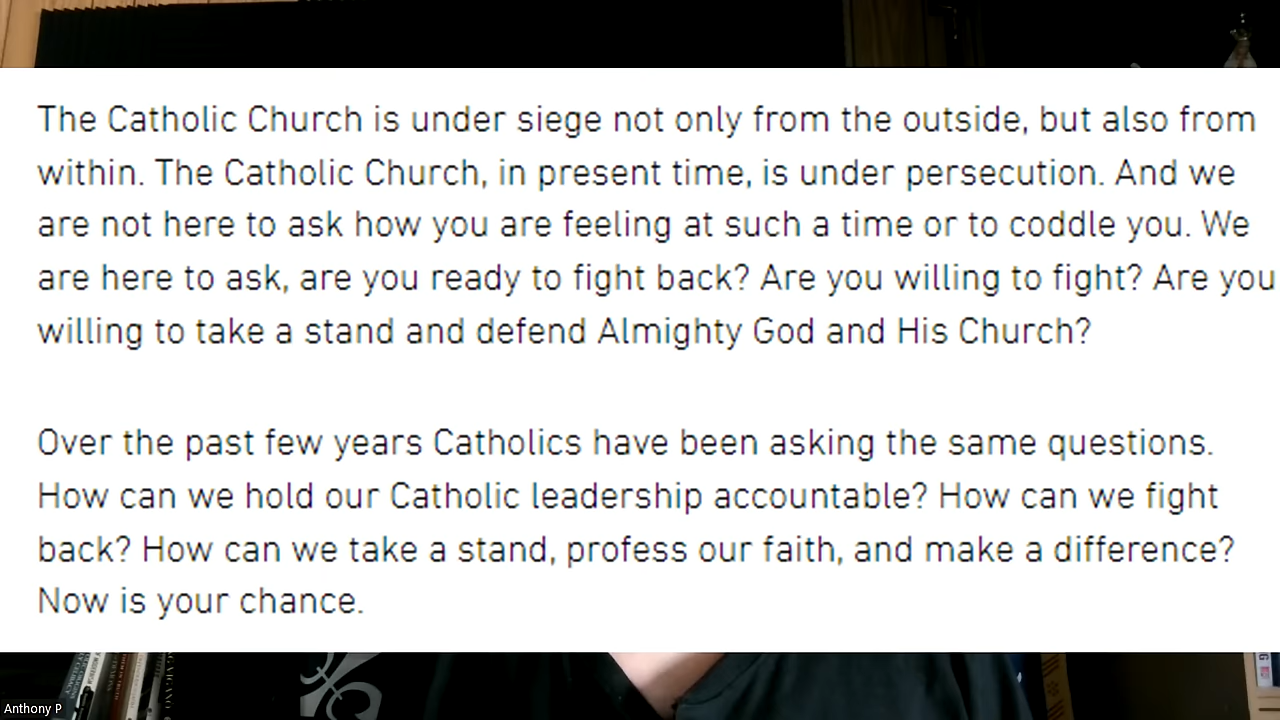 The Catholic Church is under siege not only from the outside, but also from
within. The Catholic Church, in present time, is under persecution. And we
are not here to ask how you are feeling at such a time or to coddle you. We
are here to ask, are you ready to fight back? Are you willing to fight? Are you
willing to take a stand and defend Almighty God and His Church?
Over the past few years Catholics have been asking the same questions.
How can we hold our Catholic leadership accountable? How can we fight
back? How can we take a stand, profess our faith, and make a difference?
Now is your chance.
Anthony P